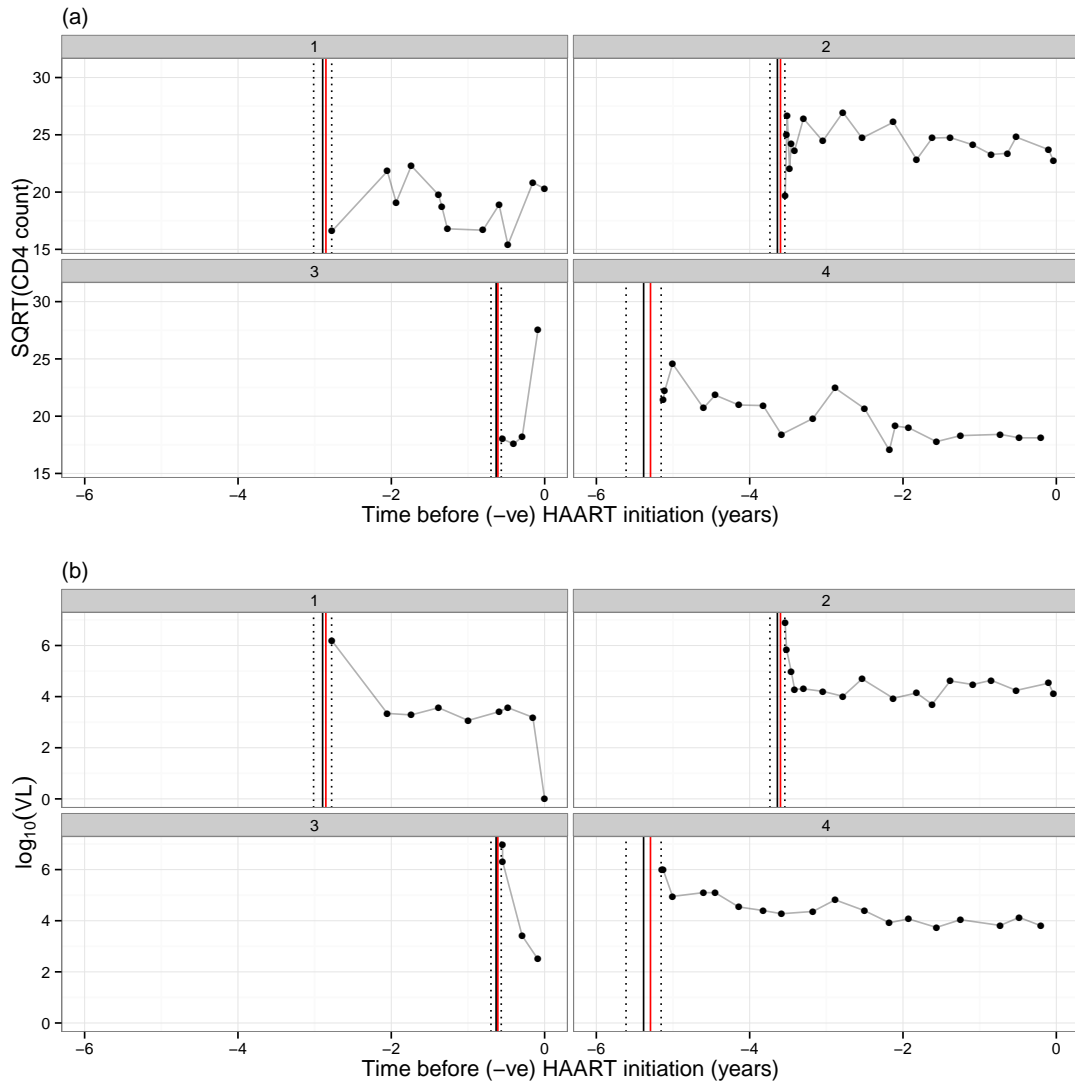 (a)
1 2
30
25
20
15
3 4
30
25
20
15
SQRT(CD4 count)
−6 −4 −2 0 −6 −4 −2 0
Time before (−ve) HAART initiation (years)
(b)
1 2
6
4
2
0
3 4
6
4
2
0
log₁₀(VL)
−6 −4 −2 0 −6 −4 −2 0
Time before (−ve) HAART initiation (years)